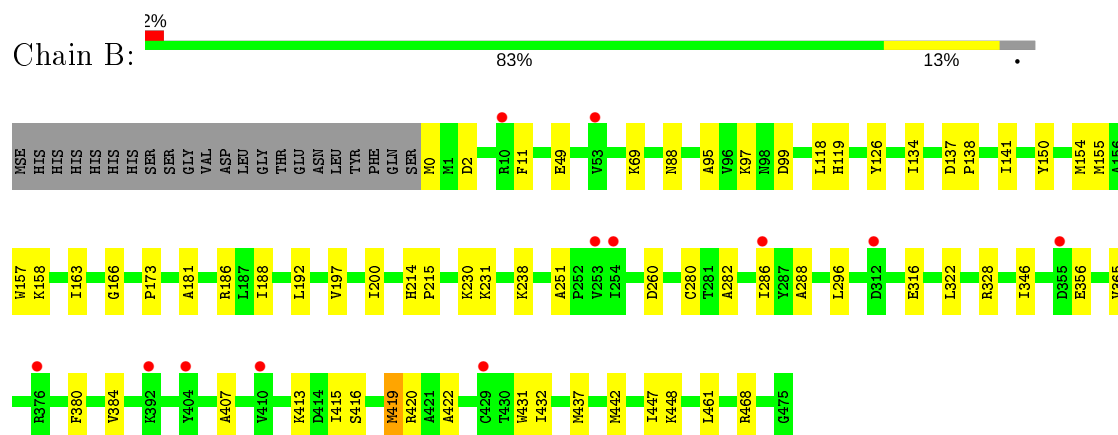 2%
Chain B:
83% 13% •
MSE HIS HIS HIS HIS HIS HIS SER SER GLY VAL ASP LEU GLY THR GLU ASN LEU TYR PHE GLN SER M0 M1 D2 R10 F11 E49 V53 K69 N88 A95 V96 K97 N98 D99 L118 H119 Y126 I134 D137 P138 I141 Y150 M154 M155 A156
W157 K158 I163 G166 P173 A181 R186 L187 I188 L192 V197 I200 H214 P215 K230 K231 K238 A251 P252 V253 I254 D260 C280 T281 A282 I286 Y287 A288 L296 D312 E316 L322 R328 I346 D355 E356 V365
R376 F380 V384 K392 Y404 A407 V410 K413 D414 I415 S416 M419 R420 A421 A422 C429 T430 W431 I432 M437 M442 I447 K448 L461 R468 G475